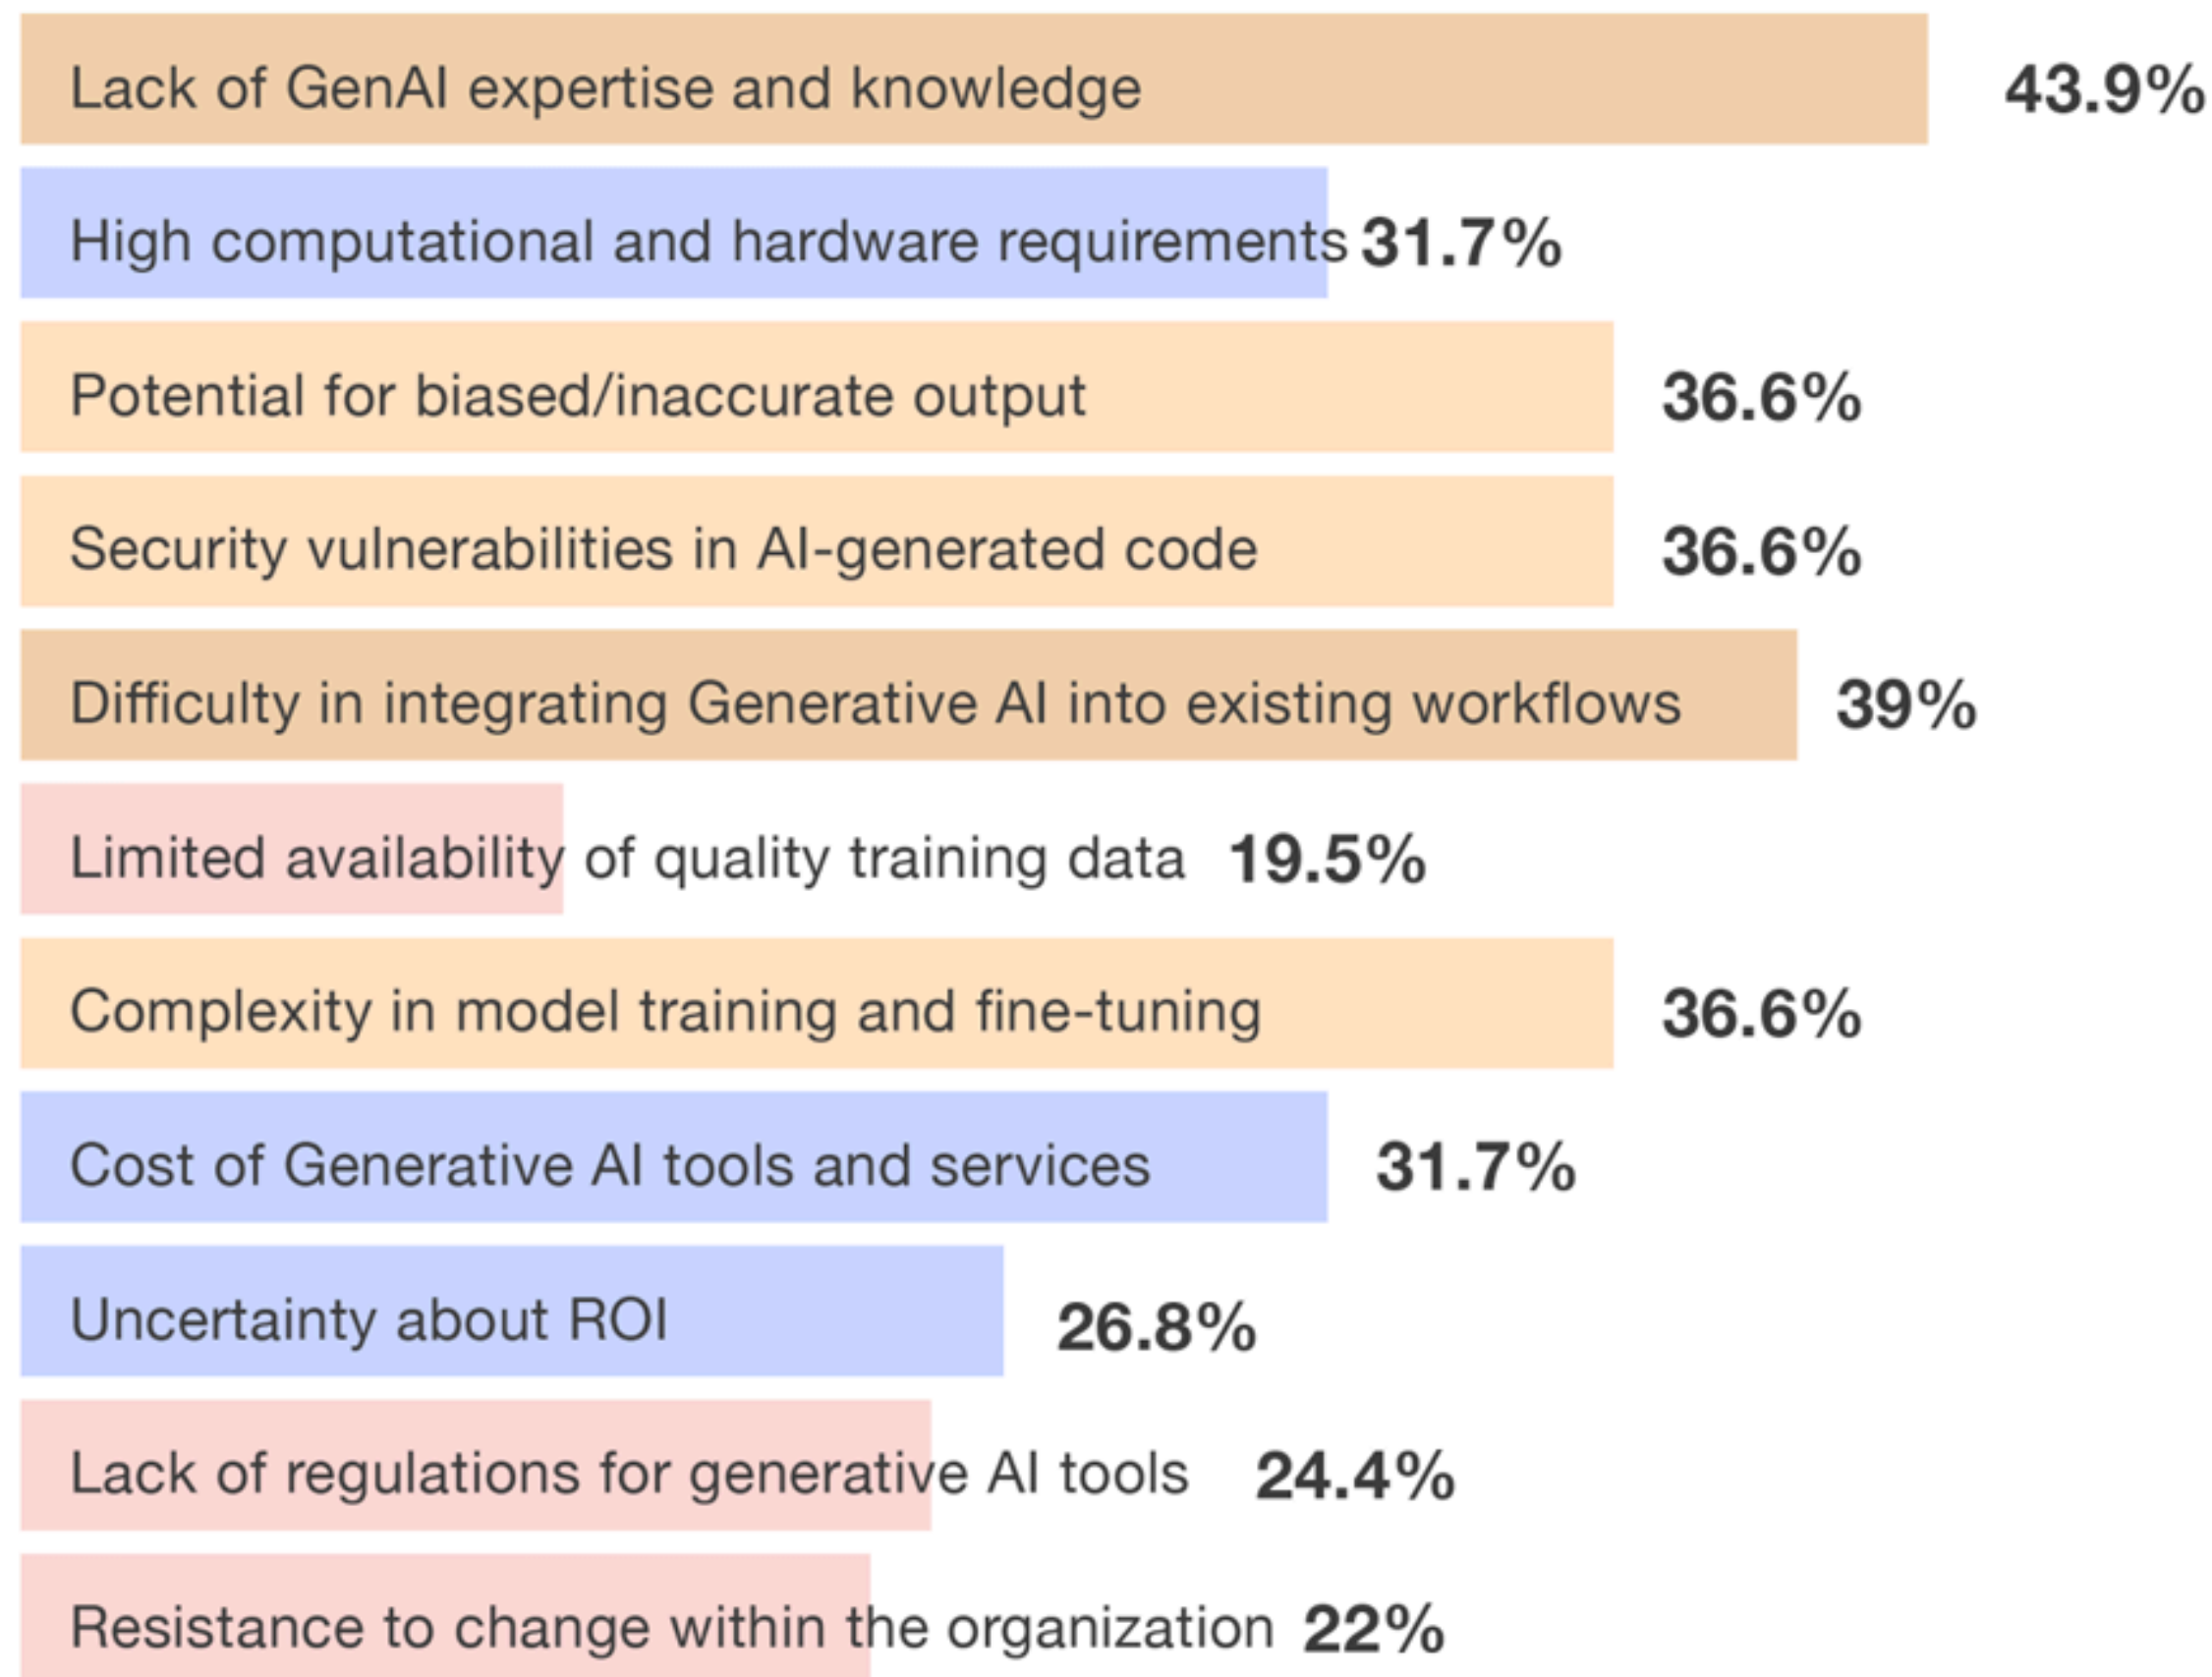 Lack of GenAI expertise and knowledge 43.9%
High computational and hardware requirements 31.7%
Potential for biased/inaccurate output 36.6%
Security vulnerabilities in AI-generated code 36.6%
Difficulty in integrating Generative AI into existing workflows 39%
Limited availability of quality training data 19.5%
Complexity in model training and fine-tuning 36.6%
Cost of Generative AI tools and services 31.7%
Uncertainty about ROI 26.8%
Lack of regulations for generative AI tools 24.4%
Resistance to change within the organization 22%